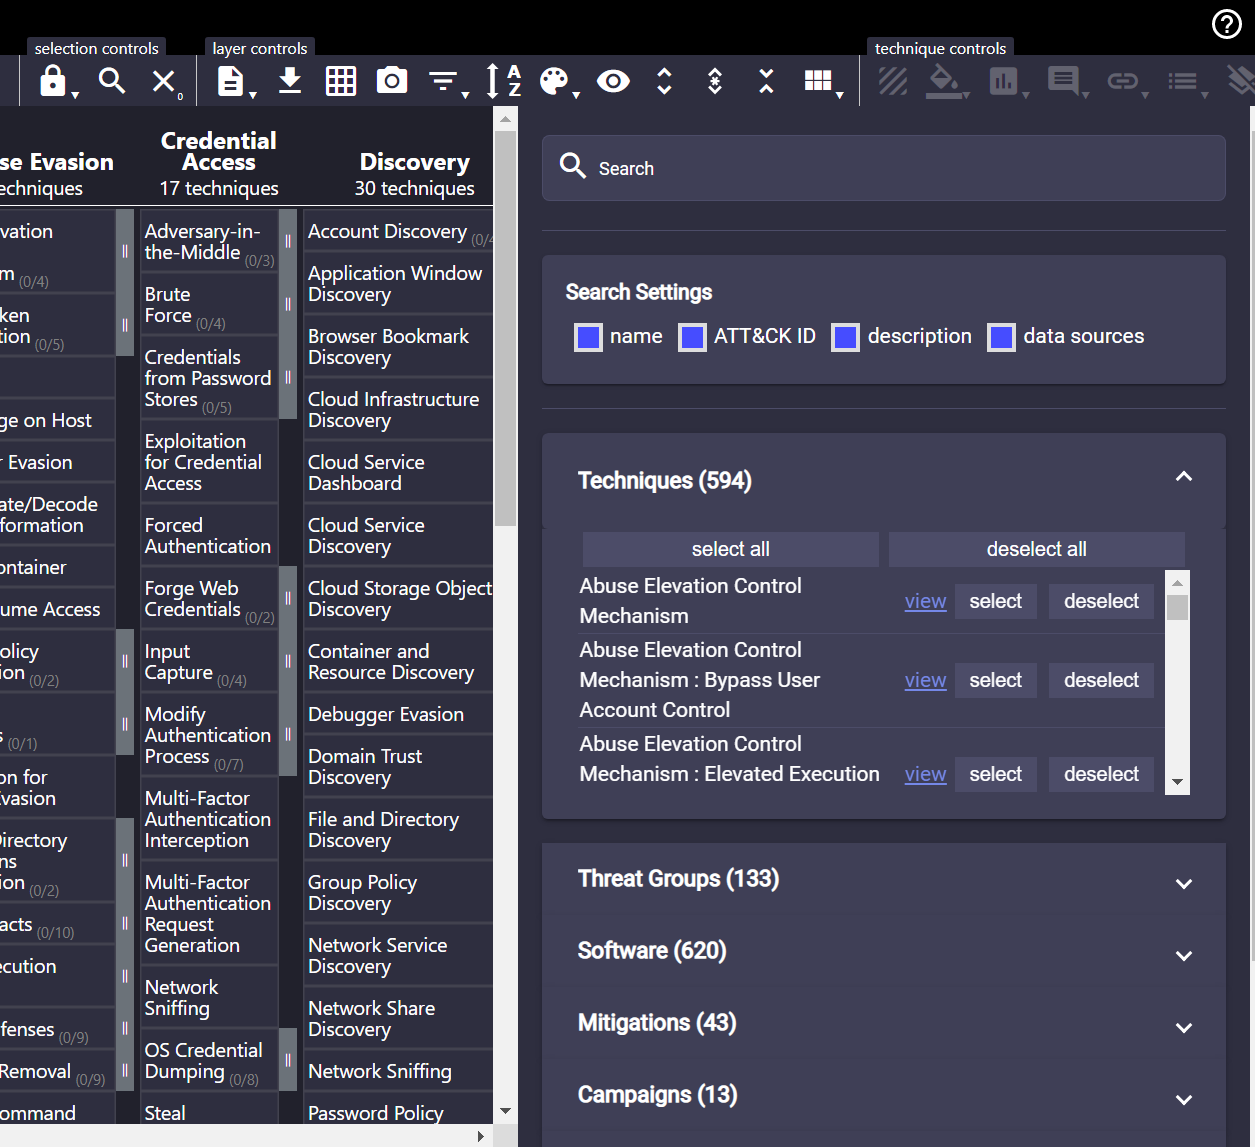 selection controls
layer controls
technique controls
0
A
Z
se Evasion
echniques
vation
m (0/4)
ken
tion (0/5)
ge on Host
r Evasion
ate/Decode
formation
ontainer
ume Access
olicy
ion (0/2)
s (0/1)
on for
Evasion
Directory
ns
ion (0/2)
acts (0/10)
ecution
fenses (0/9)
Removal (0/9)
ommand
Credential
Access
17 techniques
Adversary-in-
the-Middle (0/3)
Brute
Force (0/4)
Credentials
from Password
Stores (0/5)
Exploitation
for Credential
Access
Forced
Authentication
Forge Web
Credentials (0/2)
Input
Capture (0/4)
Modify
Authentication
Process (0/7)
Multi-Factor
Authentication
Interception
Multi-Factor
Authentication
Request
Generation
Network
Sniffing
OS Credential
Dumping (0/8)
Steal
Discovery
30 techniques
Account Discovery (0/4
Application Window
Discovery
Browser Bookmark
Discovery
Cloud Infrastructure
Discovery
Cloud Service
Dashboard
Cloud Service
Discovery
Cloud Storage Object
Discovery
Container and
Resource Discovery
Debugger Evasion
Domain Trust
Discovery
File and Directory
Discovery
Group Policy
Discovery
Network Service
Discovery
Network Share
Discovery
Network Sniffing
Password Policy
Search
Search Settings
name ATT&CK ID description data sources
Techniques (594)
select all deselect all
Abuse Elevation Control
Mechanism
view select deselect
Abuse Elevation Control
Mechanism : Bypass User
Account Control
view select deselect
Abuse Elevation Control
Mechanism : Elevated Execution
view select deselect
Threat Groups (133)
Software (620)
Mitigations (43)
Campaigns (13)